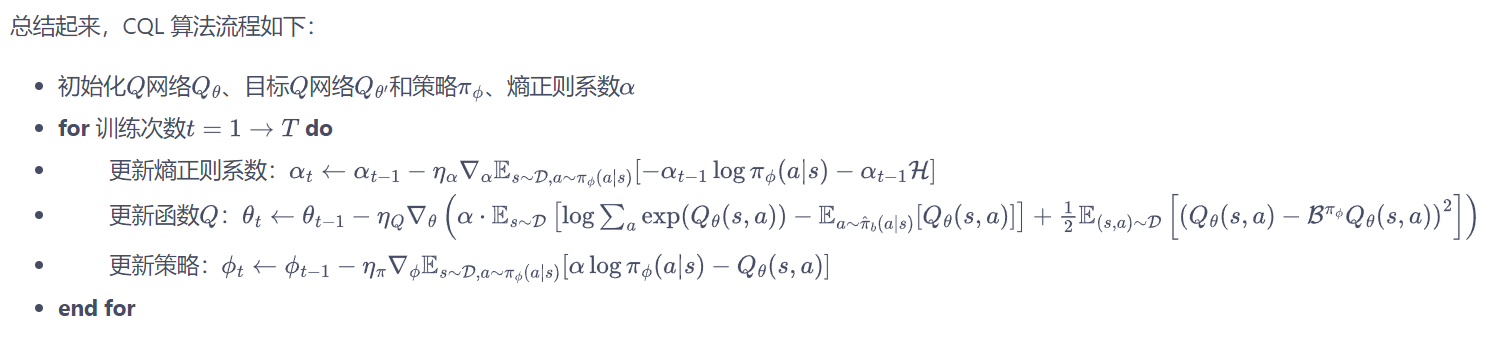 总结起来，CQL 算法流程如下：
• 初始化$Q$网络$Q_\theta$、目标$Q$网络$Q_{\theta'}$和策略$\pi_\phi$、熵正则系数$\alpha$
• for 训练次数$t = 1 \to T$ do
• 更新熵正则系数：$\alpha_t \leftarrow \alpha_{t-1} - \eta_\alpha \nabla_\alpha \mathbb{E}_{s\sim\mathcal{D},a\sim\pi_\phi(a|s)}[-\alpha_{t-1} \log \pi_\phi(a|s) - \alpha_{t-1}\mathcal{H}]$
• 更新函数$Q$：$\theta_t \leftarrow \theta_{t-1} - \eta_Q \nabla_\theta \left(\alpha \cdot \mathbb{E}_{s\sim\mathcal{D}}\left[\log \sum_a \exp(Q_\theta(s,a)) - \mathbb{E}_{a\sim\hat{\pi}_b(a|s)}[Q_\theta(s,a)]\right] + \frac{1}{2}\mathbb{E}_{(s,a)\sim\mathcal{D}}\left[(Q_\theta(s,a) - \mathcal{B}^{\pi_\phi}Q_\theta(s,a))^2\right]\right)$
• 更新策略：$\phi_t \leftarrow \phi_{t-1} - \eta_\pi \nabla_\phi \mathbb{E}_{s\sim\mathcal{D},a\sim\pi_\phi(a|s)}[\alpha \log \pi_\phi(a|s) - Q_\theta(s,a)]$
• end for